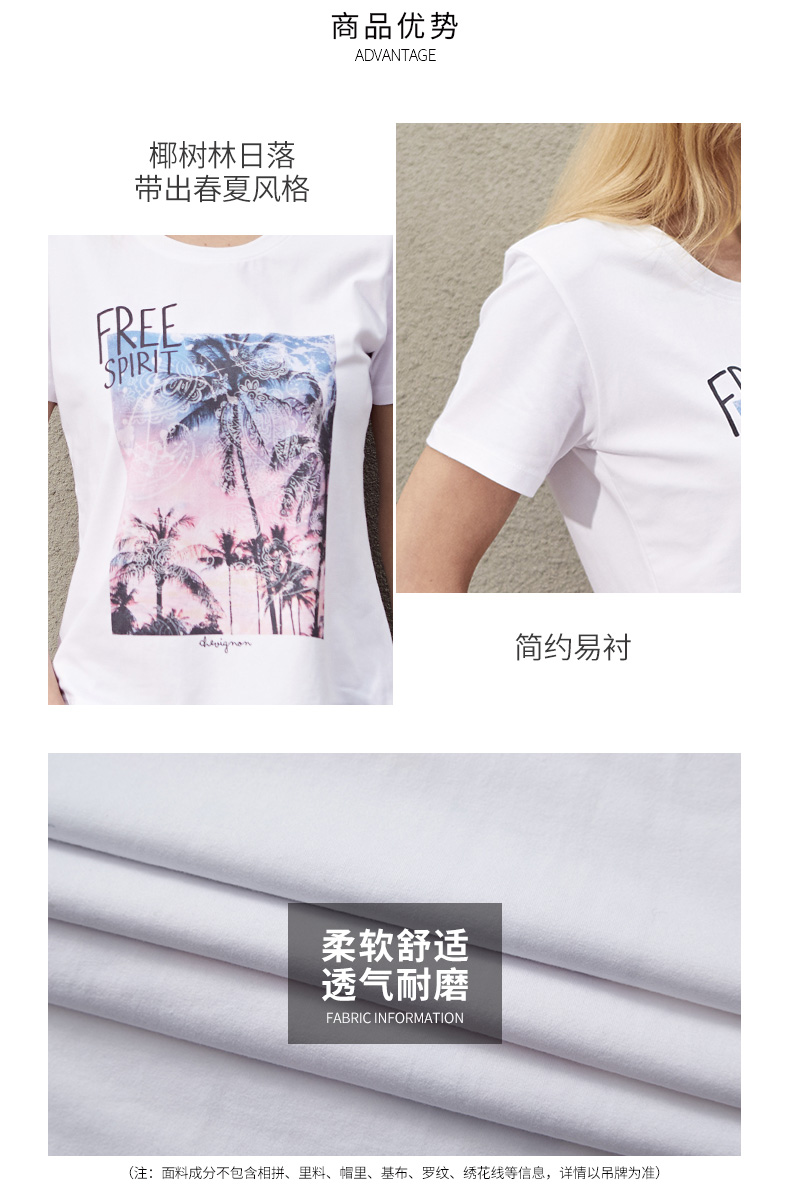 商品优势
ADVANTAGE
椰树林日落
带出春夏风格
FREE
SPIRIT
chevignon
简约易衬
柔软舒适
透气耐磨
FABRIC INFORMATION
（注：面料成分不包含相拼、里料、帽里、基布、罗纹、绣花线等信息，详情以吊牌为准）